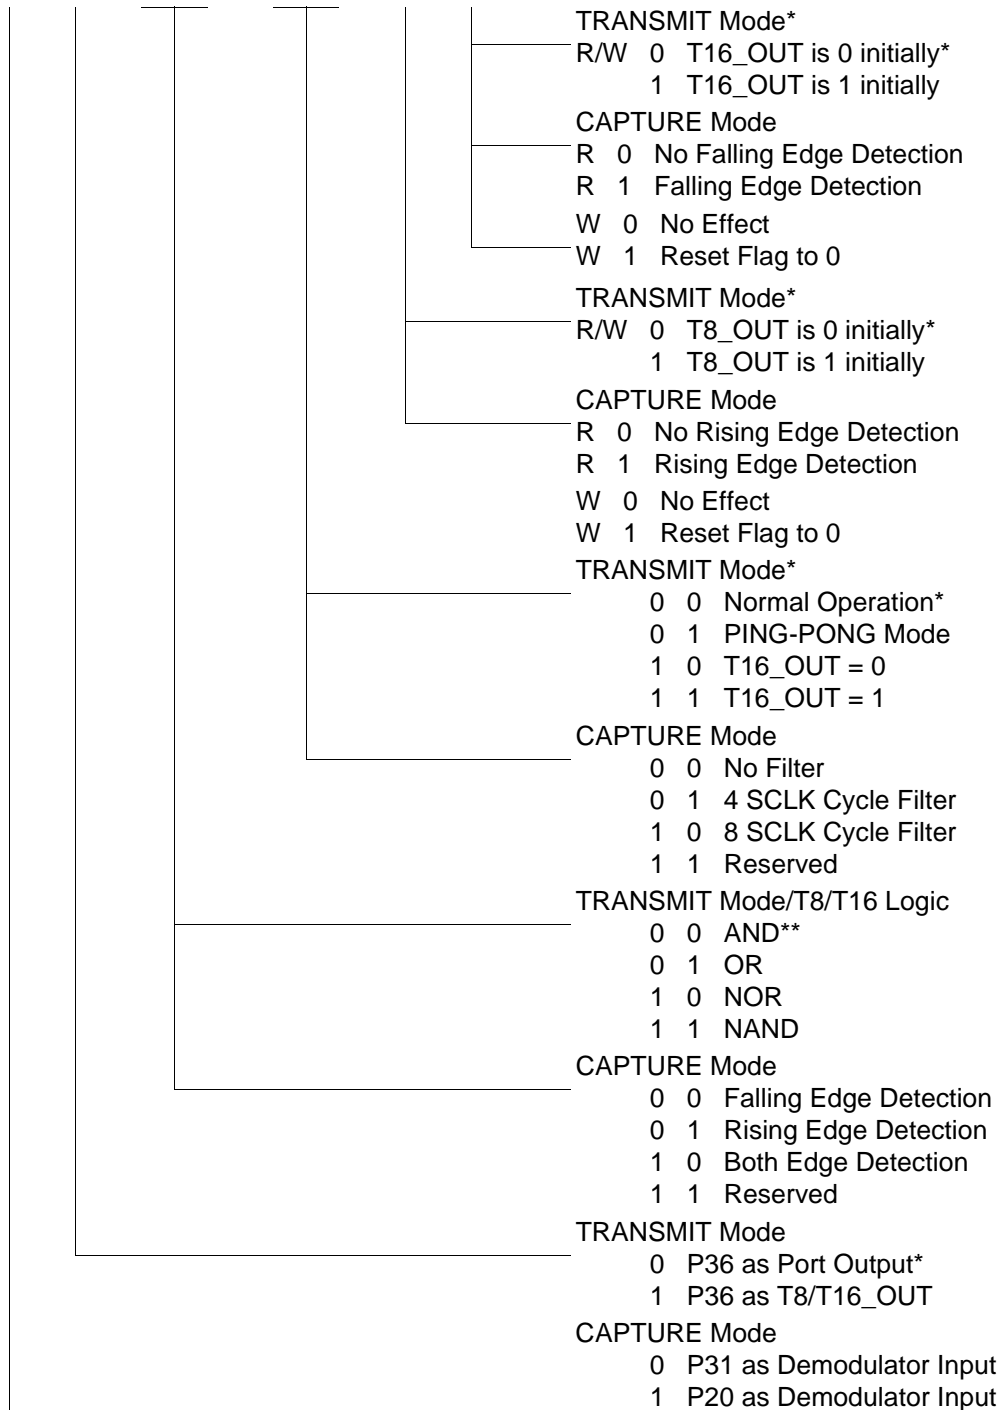 TRANSMIT Mode*
R/W 0 T16_OUT is 0 initially*
1 T16_OUT is 1 initially
CAPTURE Mode
R 0 No Falling Edge Detection
R 1 Falling Edge Detection
W 0 No Effect
W 1 Reset Flag to 0
TRANSMIT Mode*
R/W 0 T8_OUT is 0 initially*
1 T8_OUT is 1 initially
CAPTURE Mode
R 0 No Rising Edge Detection
R 1 Rising Edge Detection
W 0 No Effect
W 1 Reset Flag to 0
TRANSMIT Mode*
0 0 Normal Operation*
0 1 PING-PONG Mode
1 0 T16_OUT = 0
1 1 T16_OUT = 1
CAPTURE Mode
0 0 No Filter
0 1 4 SCLK Cycle Filter
1 0 8 SCLK Cycle Filter
1 1 Reserved
TRANSMIT Mode/T8/T16 Logic
0 0 AND**
0 1 OR
1 0 NOR
1 1 NAND
CAPTURE Mode
0 0 Falling Edge Detection
0 1 Rising Edge Detection
1 0 Both Edge Detection
1 1 Reserved
TRANSMIT Mode
0 P36 as Port Output*
1 P36 as T8/T16_OUT
CAPTURE Mode
0 P31 as Demodulator Input
1 P20 as Demodulator Input